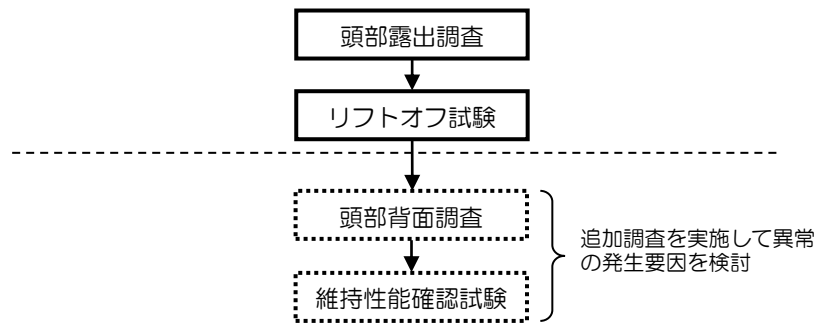 頭部露出調査
リフトオフ試験
頭部背面調査
維持性能確認試験
追加調査を実施して異常
の発生要因を検討